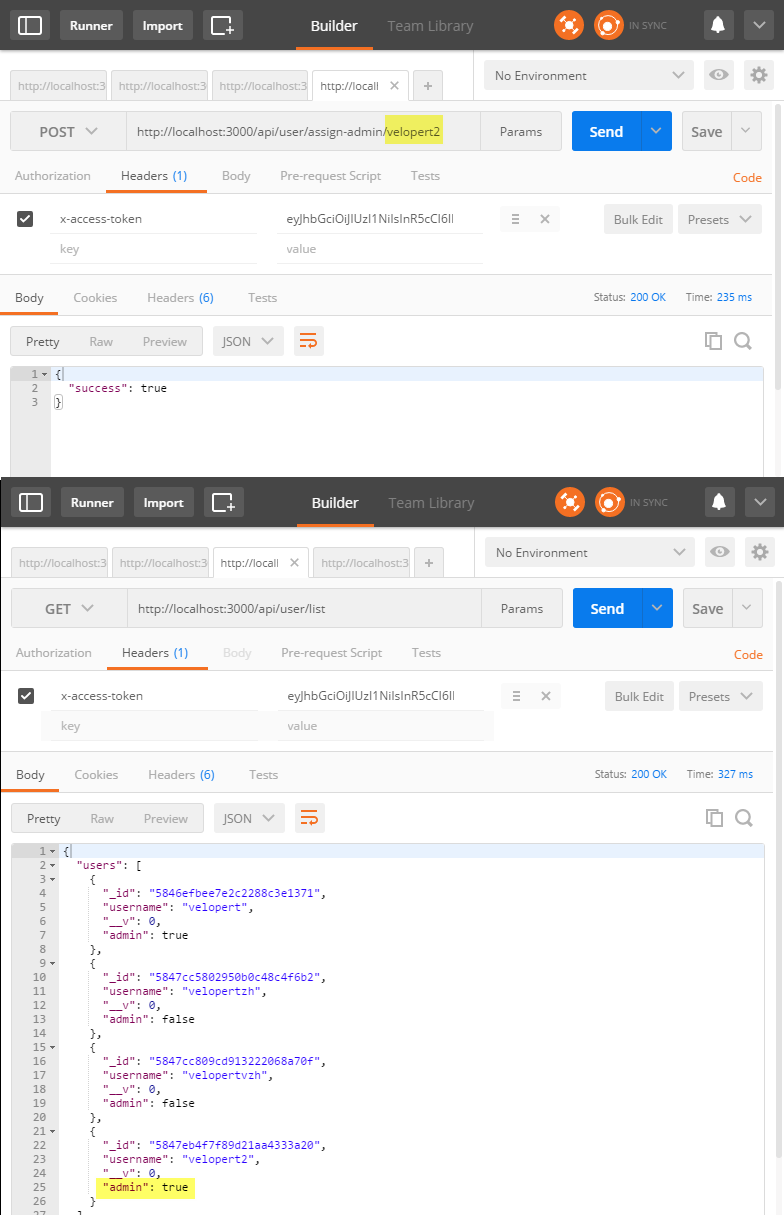 Runner Import Builder Team Library IN SYNC
http://localhost:3 http://localhost:3 http://localhost:3 http://locall No Environment
POST http://localhost:3000/api/user/assign-admin/velopert2 Params Send Save
Authorization Headers (1) Body Pre-request Script Tests Code
x-access-token eyJhbGciOiJIUzI1NiIsInR5cCI6Il Bulk Edit Presets
key value
Body Cookies Headers (6) Tests Status: 200 OK Time: 235 ms
Pretty Raw Preview JSON
1 {
2 "success": true
3 }
Runner Import Builder Team Library IN SYNC
http://localhost:3 http://localhost:3 http://locall http://localhost:3 No Environment
GET http://localhost:3000/api/user/list Params Send Save
Authorization Headers (1) Body Pre-request Script Tests Code
x-access-token eyJhbGciOiJIUzI1NiIsInR5cCI6Il Bulk Edit Presets
key value
Body Cookies Headers (6) Tests Status: 200 OK Time: 327 ms
Pretty Raw Preview JSON
1 {
2 "users": [
3 {
4 "_id": "5846efbee7e2c2288c3e1371",
5 "username": "velopert",
6 "__v": 0,
7 "admin": true
8 },
9 {
10 "_id": "5847cc5802950b0c48c4f6b2",
11 "username": "velopertzh",
12 "__v": 0,
13 "admin": false
14 },
15 {
16 "_id": "5847cc809cd913222068a70f",
17 "username": "velopertvzh",
18 "__v": 0,
19 "admin": false
20 },
21 {
22 "_id": "5847eb4f7f89d21aa4333a20",
23 "username": "velopert2",
24 "__v": 0,
25 "admin": true
26 }